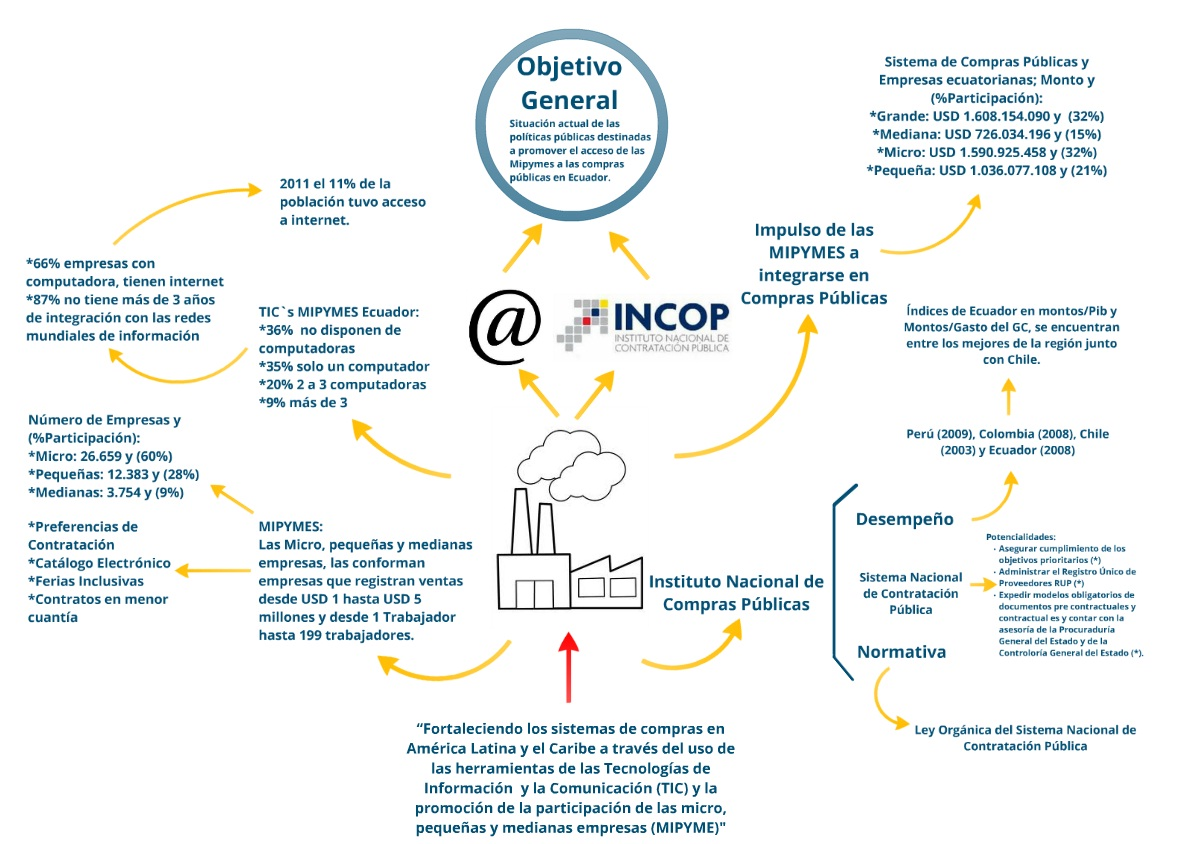 Objetivo
General
Situación actual de las
políticas públicas destinadas
a promover el acceso de las
Mipymes a las compras
públicas en Ecuador.
Sistema de Compras Públicas y
Empresas ecuatorianas; Monto y
(%Participación):
*Grande: USD 1.608.154.090 y (32%)
*Mediana: USD 726.034.196 y (15%)
*Micro: USD 1.590.925.458 y (32%)
*Pequeña: USD 1.036.077.108 y (21%)
2011 el 11% de la
población tuvo acceso
a internet.
Impulso de las
MIPYMES a
integrarse en
Compras Públicas
*66% empresas con
computadora, tienen internet
*87% no tiene más de 3 años
de integración con las redes
mundiales de información
TIC`s MIPYMES Ecuador:
*36% no disponen de
computadoras
*35% solo un computador
*20% 2 a 3 computadoras
*9% más de 3
@
INCOP
INSTITUTO NACIONAL DE
CONTRATACIÓN PÚBLICA
Índices de Ecuador en montos/Pib y
Montos/Gasto del GC, se encuentran
entre los mejores de la región junto
con Chile.
Número de Empresas y
(%Participación):
*Micro: 26.659 y (60%)
*Pequeñas: 12.383 y (28%)
*Medianas: 3.754 y (9%)
Perú (2009), Colombia (2008), Chile
(2003) y Ecuador (2008)
*Preferencias de
Contratación
*Catálogo Electrónico
*Ferias Inclusivas
*Contratos en menor
cuantía
MIPYMES:
Las Micro, pequeñas y medianas
empresas, las conforman
empresas que registran ventas
desde USD 1 hasta USD 5
millones y desde 1 Trabajador
hasta 199 trabajadores.
Instituto Nacional de
Compras Públicas
Desempeño
Sistema Nacional
de Contratación
Pública
Normativa
Potencialidades:
• Asegurar cumplimiento de los
objetivos prioritarios (*)
• Administrar el Registro Único de
Proveedores RUP (*)
• Expedir modelos obligatorios de
documentos pre contractuales y
contractual es y contar con la
asesoría de la Procuraduría
General del Estado y de la
Controloría General del Estado (*).
Ley Orgánica del Sistema Nacional de
Contratación Pública
“Fortaleciendo los sistemas de compras en
América Latina y el Caribe a través del uso de
las herramientas de las Tecnologías de
Información y la Comunicación (TIC) y la
promoción de la participación de las micro,
pequeñas y medianas empresas (MIPYME)"